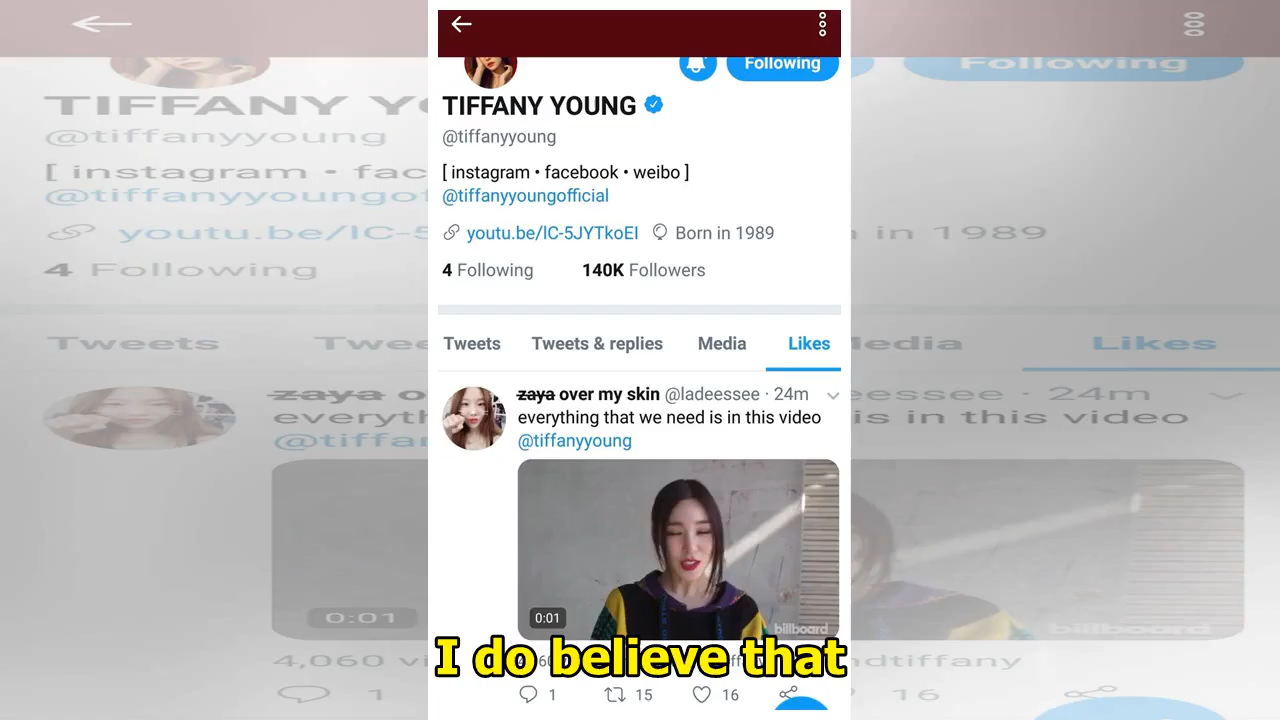 Following
TIFFANY YOUNG
@tiffanyyoung
[ instagram • facebook • weibo ]
@tiffanyyoungofficial
youtu.be/lC-5JYTkoEI Born in 1989
4 Following 140K Followers
Tweets Tweets & replies Media Likes
zaya over my skin @ladeessee · 24m
everything that we need is in this video
@tiffanyyoung
0:01
billboard
I do believe that
1 15 16